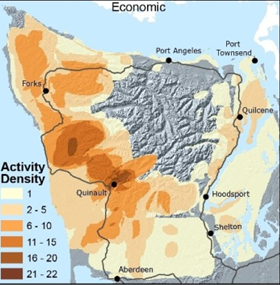 Economic
Port Angeles
Port
Townsend
Forks
Quilcene
Activity
Density
1
2 - 5
6 - 10
11 - 15
16 - 20
21 - 22
Quinault
Hoodsport
Shelton
Aberdeen